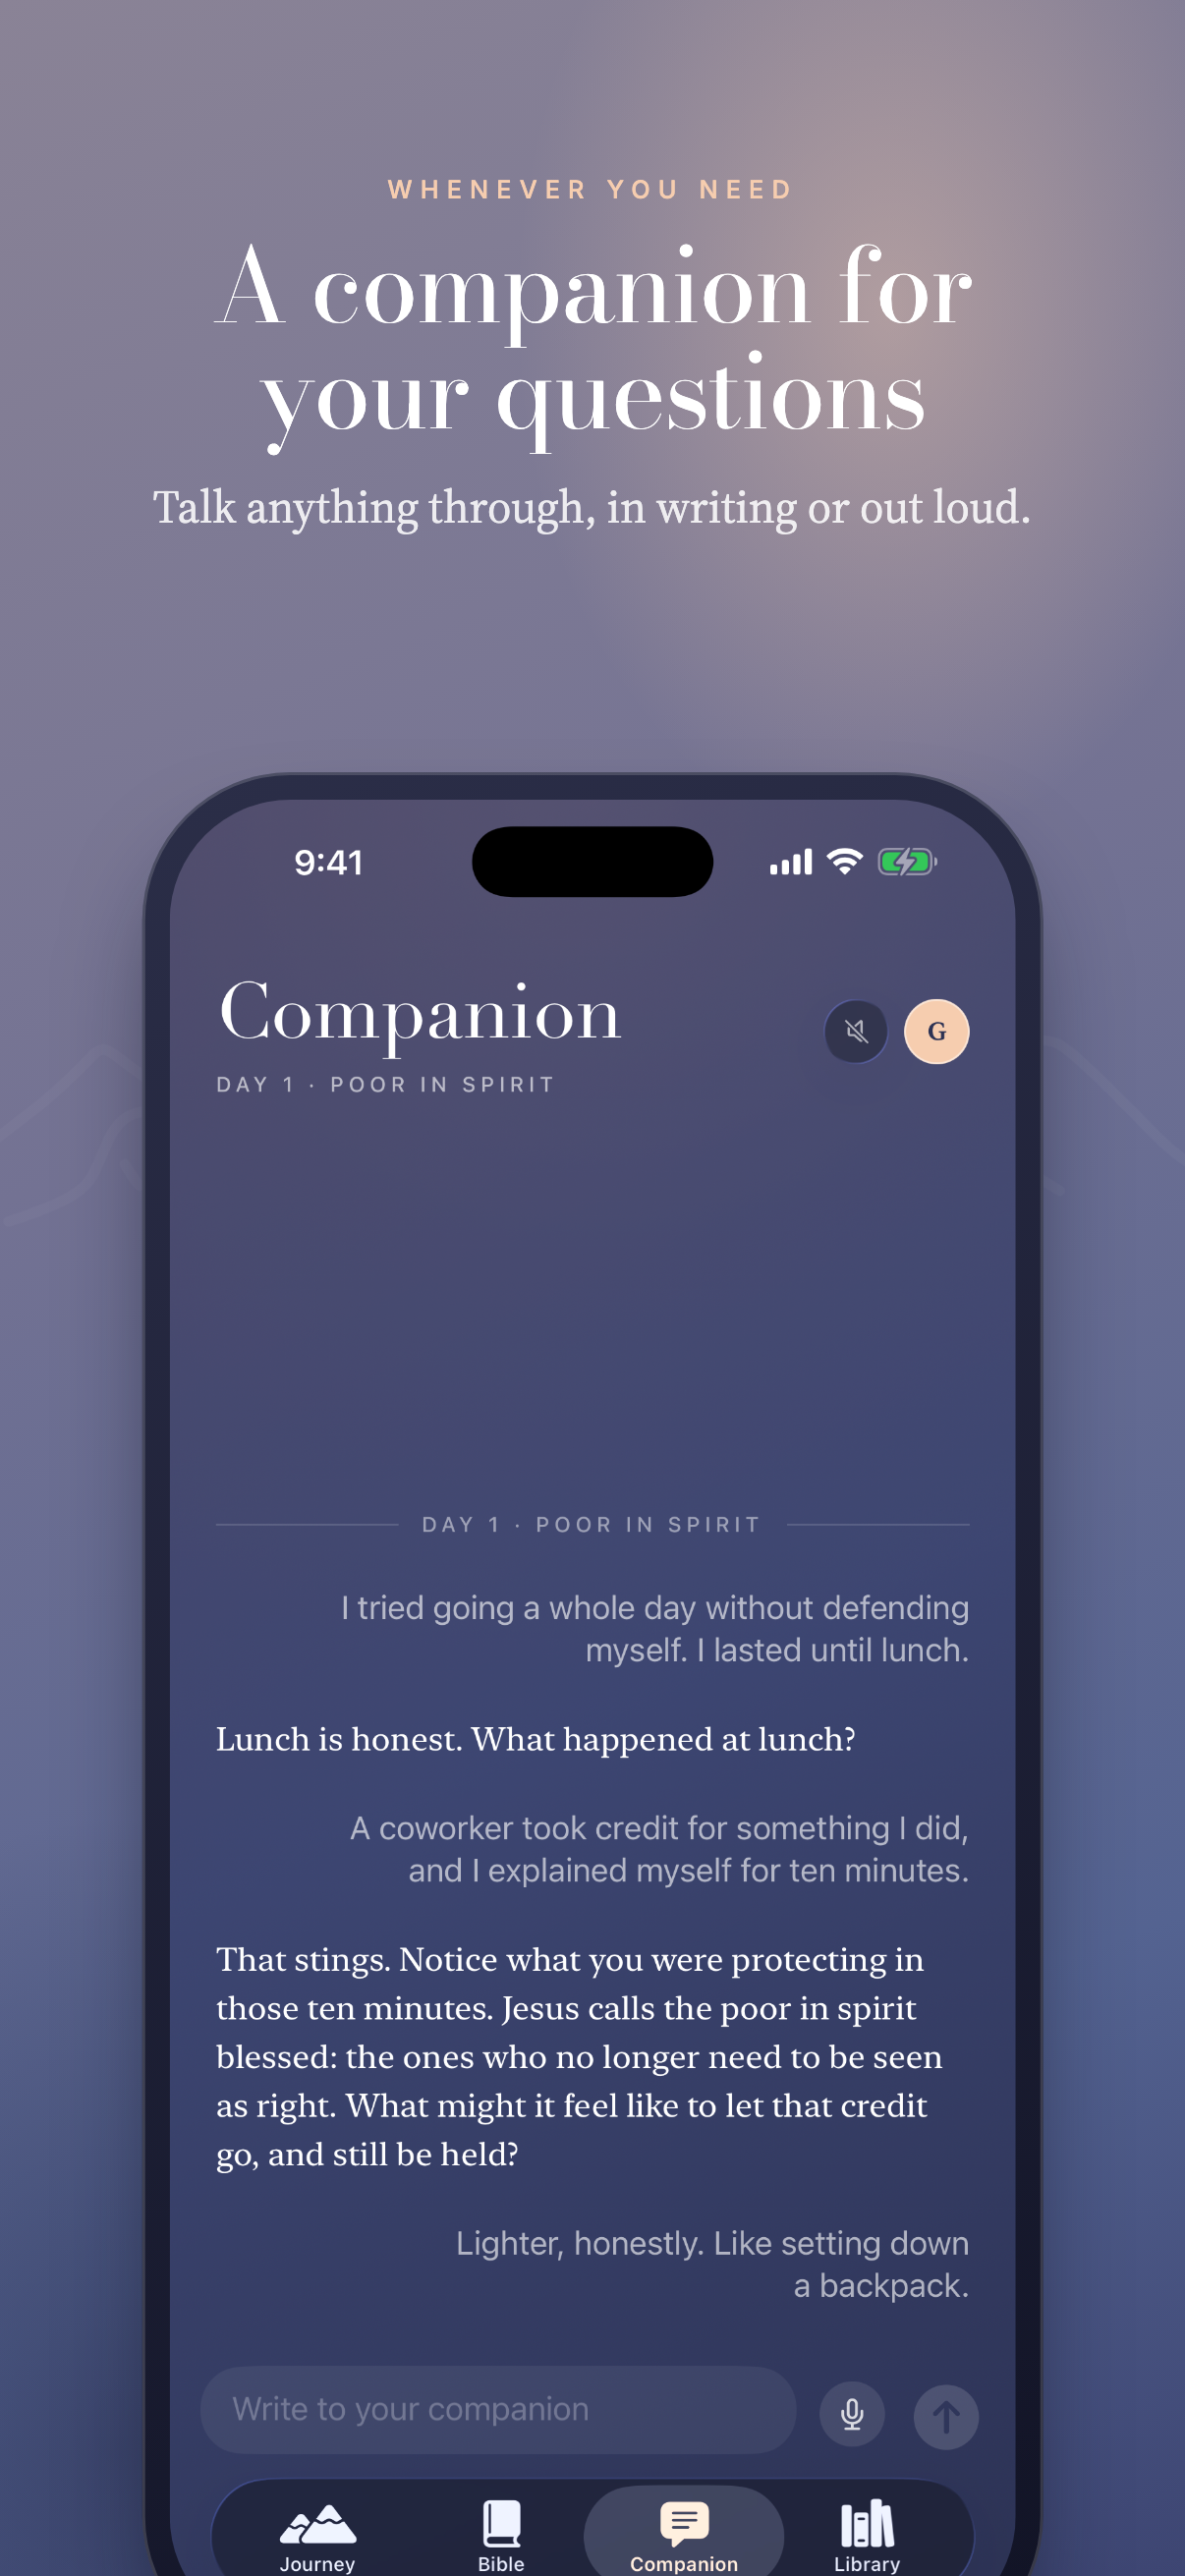 WHENEVER YOU NEED
A companion for
your questions
Talk anything through, in writing or out loud.
9:41
Companion
G
DAY 1 · POOR IN SPIRIT
DAY 1 · POOR IN SPIRIT
I tried going a whole day without defending
myself. I lasted until lunch.
Lunch is honest. What happened at lunch?
A coworker took credit for something I did,
and I explained myself for ten minutes.
That stings. Notice what you were protecting in
those ten minutes. Jesus calls the poor in spirit
blessed: the ones who no longer need to be seen
as right. What might it feel like to let that credit
go, and still be held?
Lighter, honestly. Like setting down
a backpack.
Write to your companion
Journey
Bible
Companion
Library